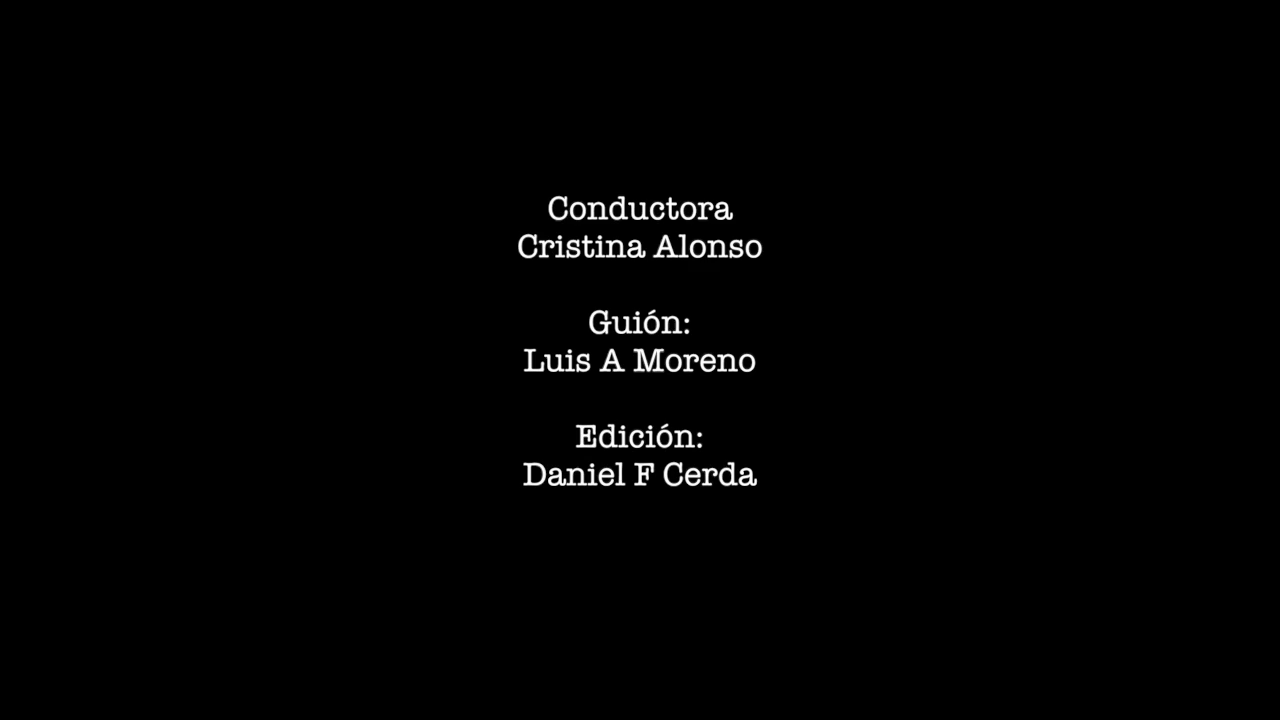 Conductora
Cristina Alonso
Guión:
Luis A Moreno
Edición:
Daniel F Cerda